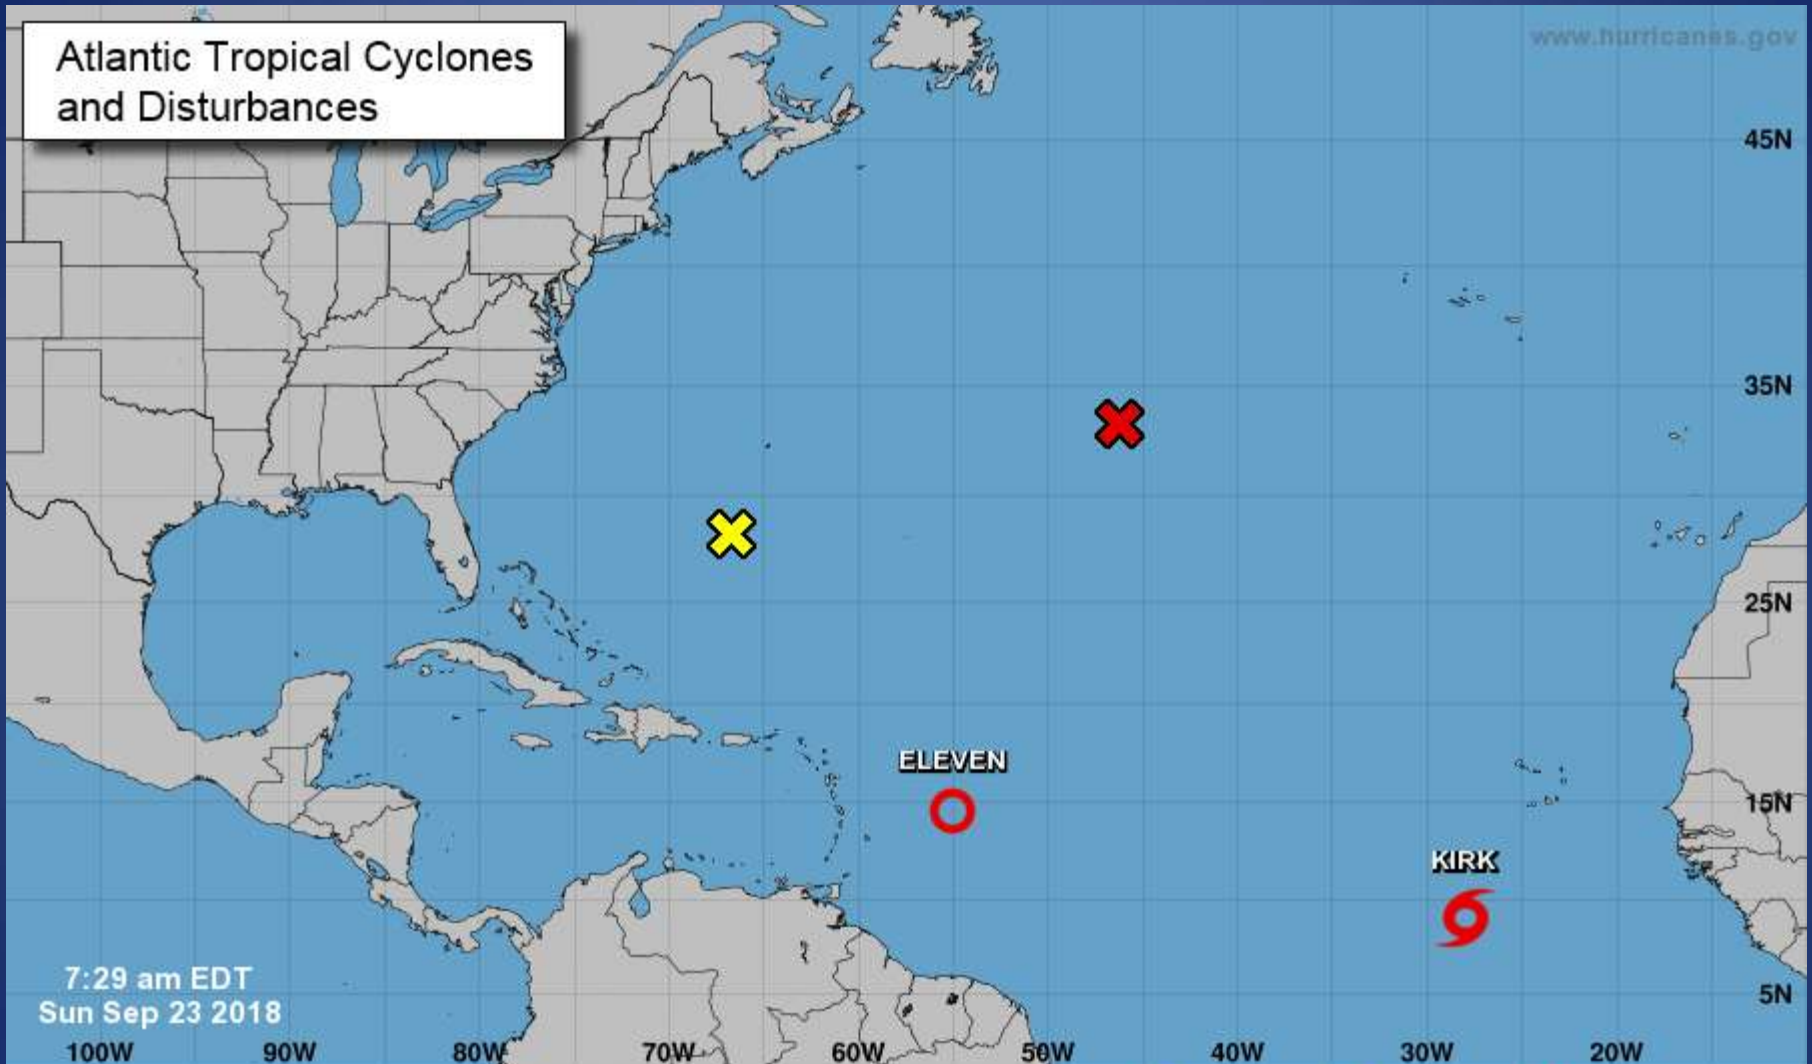 Atlantic Tropical Cyclones
and Disturbances
www.hurricanes.gov
45N
35N
25N
ELEVEN
15N
KIRK
7:29 am EDT
Sun Sep 23 2018
5N
100W 90W 80W 70W 60W 50W 40W 30W 20W